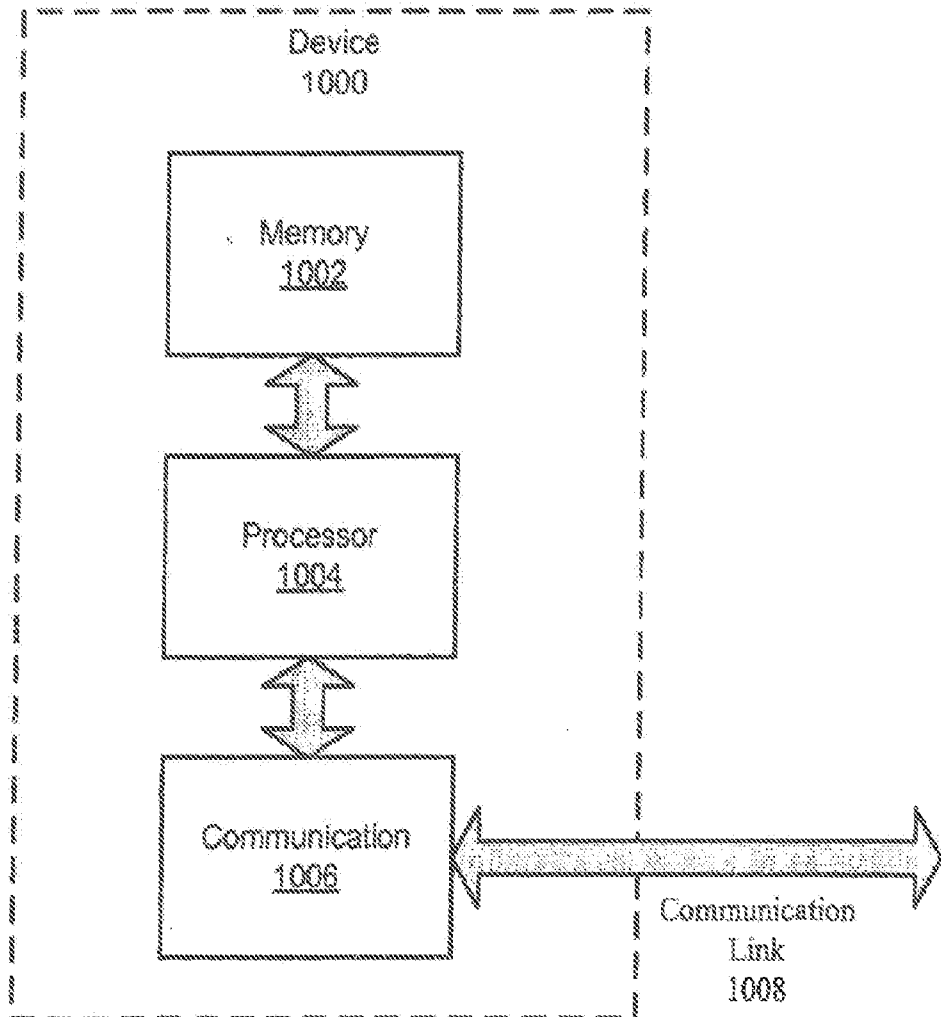 Device
1000
Memory
1002
Processor
1004
Communication
1006
Communication
Link
1008